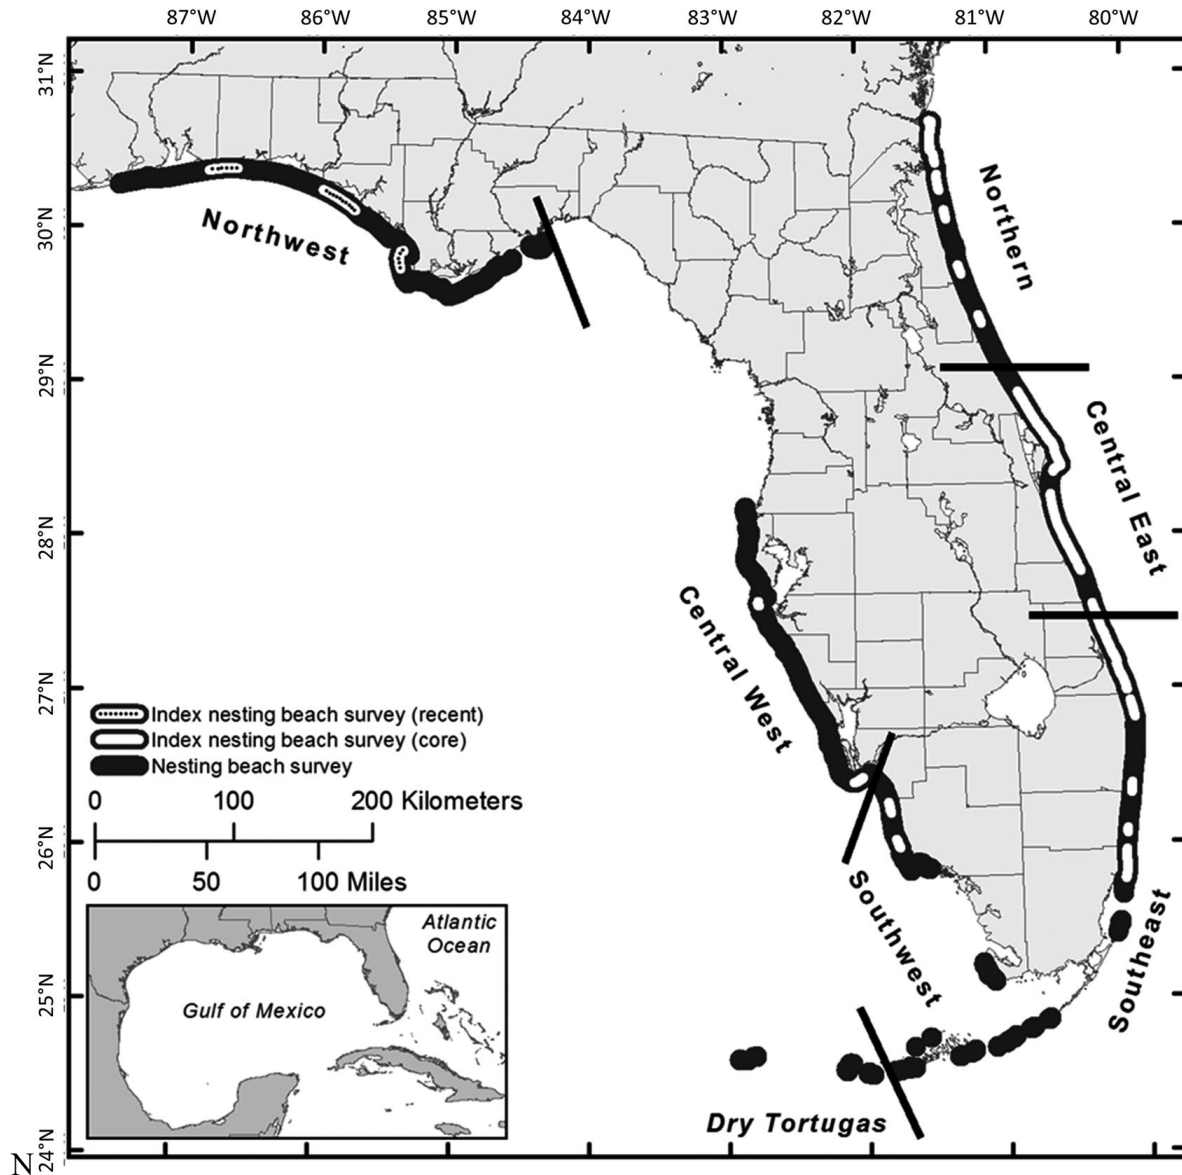 87°W 86°W 85°W 84°W 83°W 82°W 81°W 80°W
31°N
30°N
29°N
28°N
27°N
26°N
25°N
24°N
Northwest
Northern
Central East
Central West
Southwest
Southeast
Dry Tortugas
Index nesting beach survey (recent)
Index nesting beach survey (core)
Nesting beach survey
0 100 200 Kilometers
0 50 100 Miles
Atlantic
Ocean
Gulf of Mexico
N